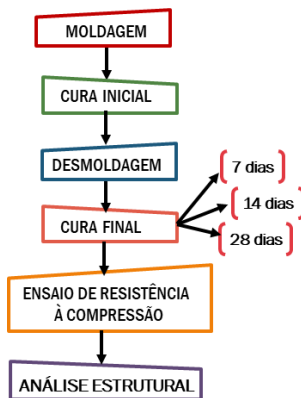 MOLDAGEM
CURA INICIAL
DESMOLDAGEM
7 dias
14 dias
CURA FINAL
28 dias
ENSAIO DE RESISTÊNCIA
À COMPRESSÃO
ANÁLISE ESTRUTURAL